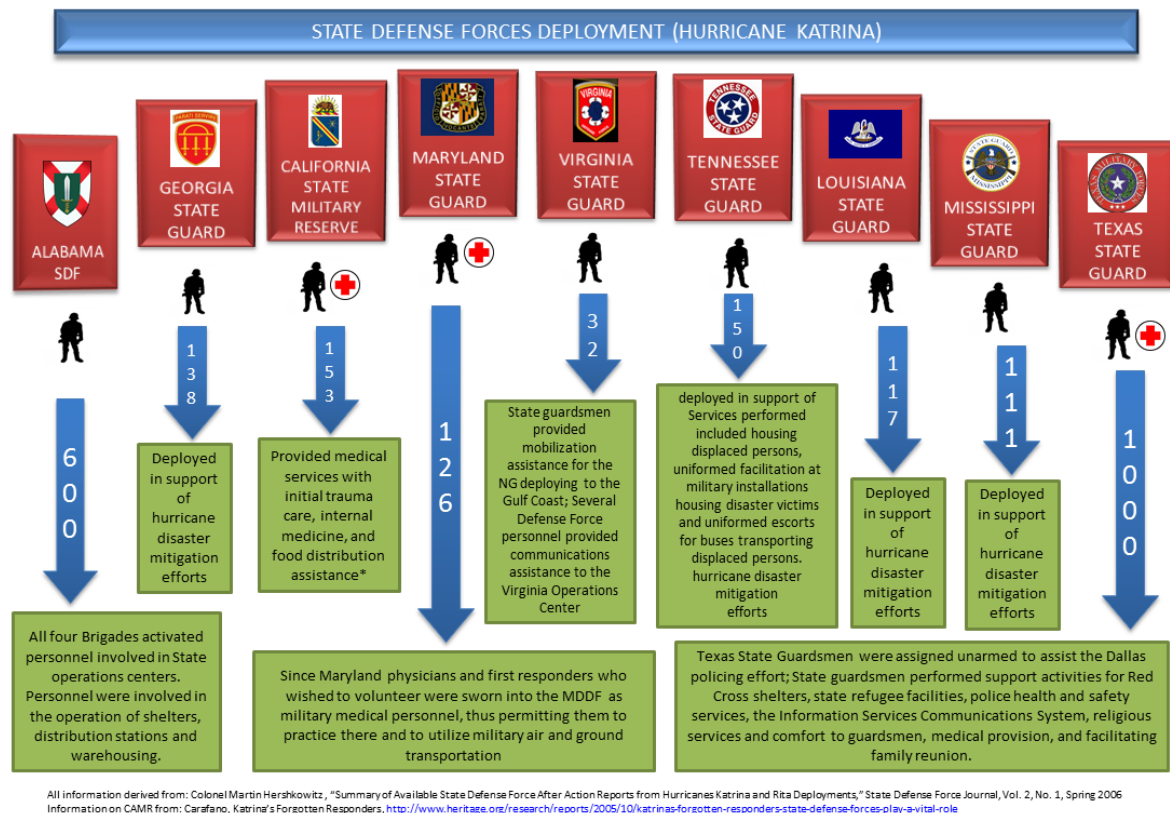 STATE DEFENSE FORCES DEPLOYMENT (HURRICANE KATRINA)
ALABAMA
SDF
600
All four Brigades activated
personnel involved in State
operations centers.
Personnel were involved in
the operation of shelters,
distribution stations and
warehousing.
GEORGIA
STATE
GUARD
138
Deployed
in support
of
hurricane
disaster
mitigation
efforts
CALIFORNIA
STATE
MILITARY
RESERVE
153
Provided medical
services with
initial trauma
care, internal
medicine, and
food distribution
assistance*
MARYLAND
STATE
GUARD
126
Since Maryland physicians and first responders who
wished to volunteer were sworn into the MDDF as
military medical personnel, thus permitting them to
practice there and to utilize military air and ground
transportation
VIRGINIA
VIRGINIA
STATE
GUARD
32
State guardsmen
provided
mobilization
assistance for the
NG deploying to the
Gulf Coast; Several
Defense Force
personnel provided
communications
assistance to the
Virginia Operations
Center
TENNESSEE
STATE GUARD
TENNESSEE
STATE
GUARD
150
deployed in support of
Services performed
included housing
displaced persons,
uniformed facilitation at
military installations
housing disaster victims
and uniformed escorts
for buses transporting
displaced persons.
hurricane disaster
mitigation
efforts
LOUISIANA
STATE
GUARD
117
Deployed
in support
of
hurricane
disaster
mitigation
efforts
STATE GUARD
MISSISSIPPI
MISSISSIPPI
STATE
GUARD
111
Deployed
in support
of
hurricane
disaster
mitigation
efforts
TEXAS MILITARY FORCES
TEXAS
STATE
GUARD
1000
Texas State Guardsmen were assigned unarmed to assist the Dallas
policing effort; State guardsmen performed support activities for Red
Cross shelters, state refugee facilities, police health and safety
services, the Information Services Communications System, religious
services and comfort to guardsmen, medical provision, and facilitating
family reunion.
All information derived from: Colonel Martin Hershkowitz , "Summary of Available State Defense Force After Action Reports from Hurricanes Katrina and Rita Deployments," State Defense Force Journal, Vol. 2, No. 1, Spring 2006
Information on CAMR from: Carafano, Katrina's Forgotten Responders, http://www.heritage.org/research/reports/2005/10/katrinas-forgotten-responders-state-defense-forces-play-a-vital-role